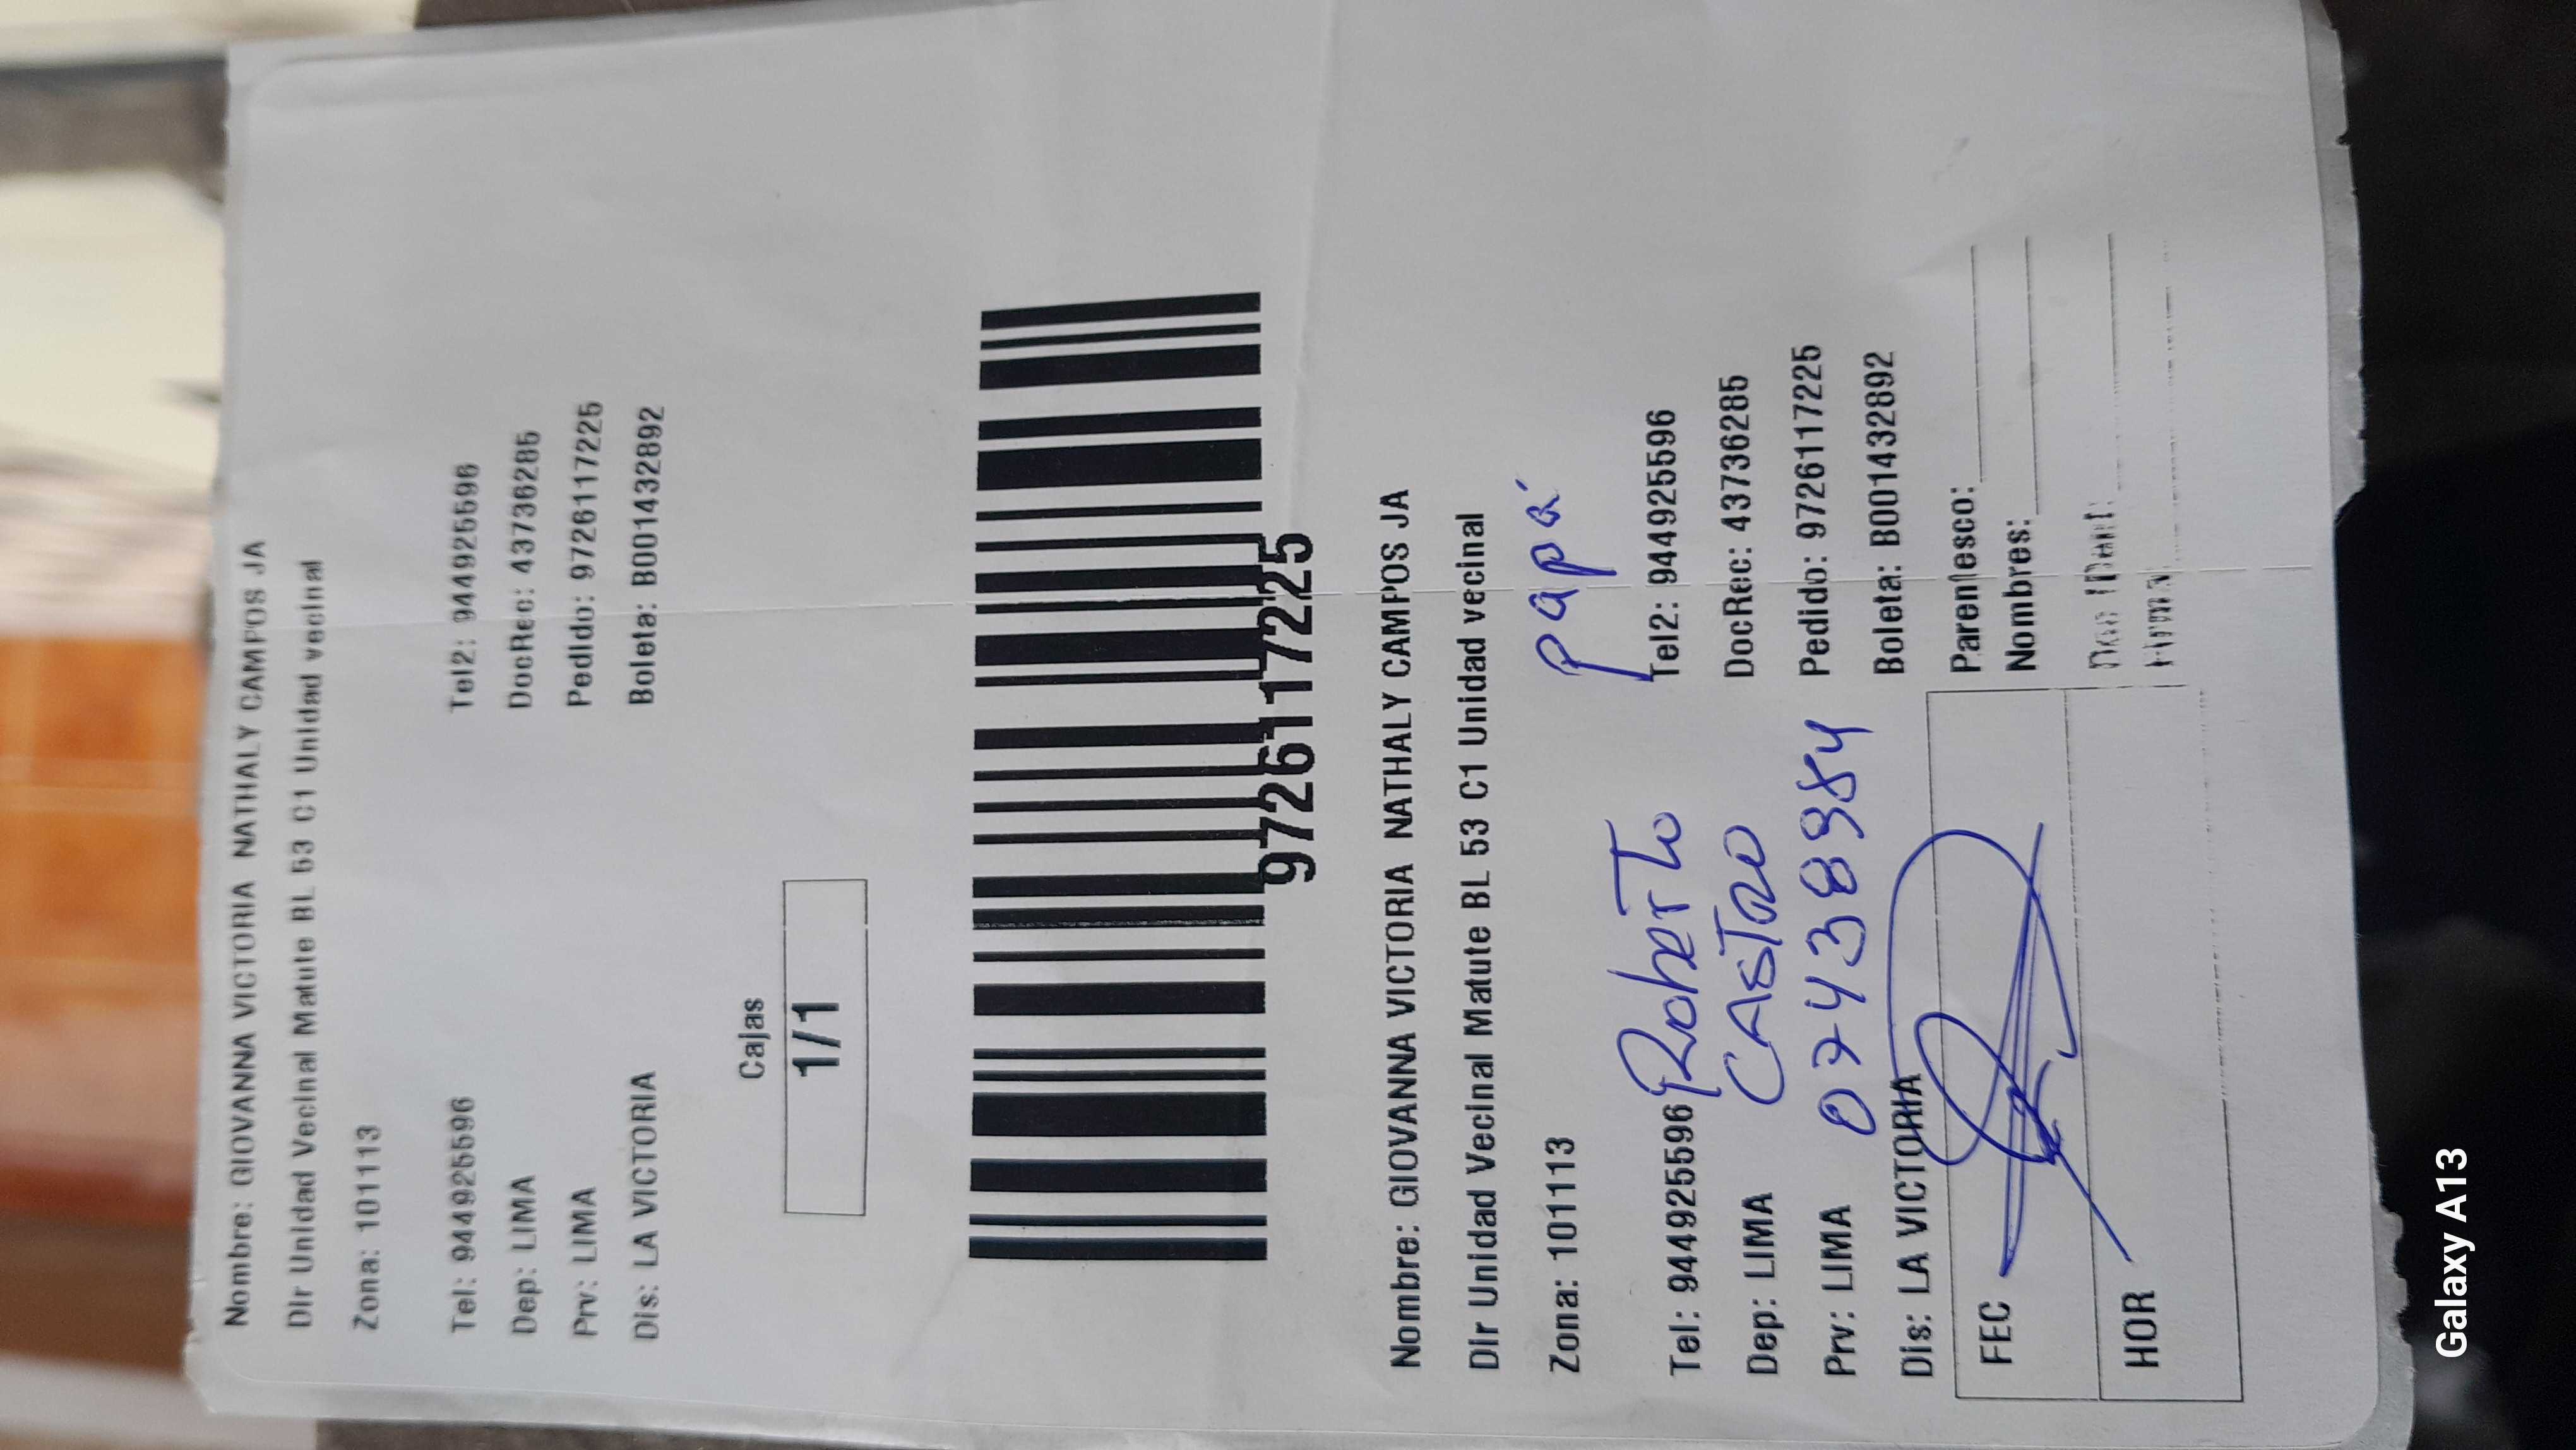 Nombre: GIOVANNA VICTORIA NATHALY CAMPOS JA
Dir Unidad Vecinal Matute BL 53 C1 Unidad vecinal
Zona: 101113
Tel: 944925596 Tel2: 944925596
Dep: LIMA DocRec: 43736285
Prv: LIMA Pedido: 97261117225
Dis: LA VICTORIA Boleta: B001432892
Cajas
1/1
97261117225
Nombre: GIOVANNA VICTORIA NATHALY CAMPOS JA
Dir Unidad Vecinal Matute BL 53 C1 Unidad vecinal
Zona: 101113
papá
Tel: 944925596 Roberto Tel2: 944925596
Dep: LIMA CASTRO DocRec: 43736285
Prv: LIMA Pedido: 97261117225
Dis: LA VICTORIA Boleta: B001432892
FEC Parentesco:
Nombres:
HOR
Firma:
Galaxy A13